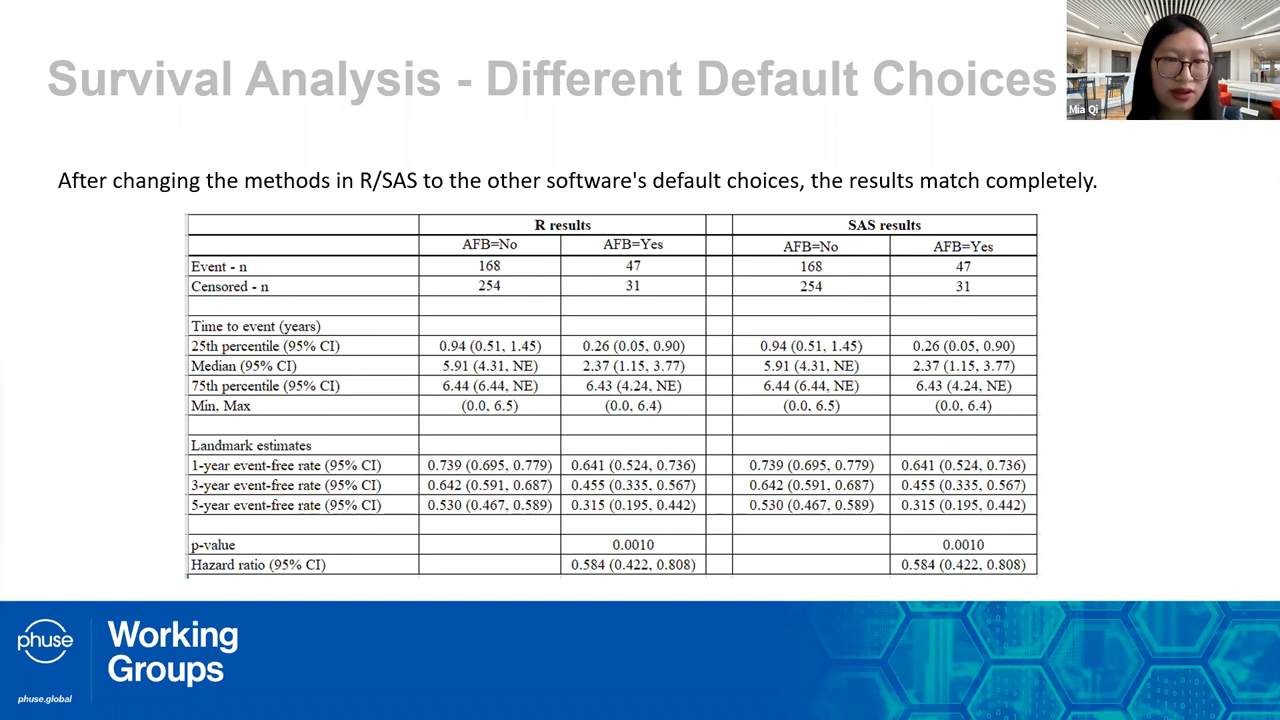 Survival Analysis - Different Default Choices
Mia Qi
After changing the methods in R/SAS to the other software's default choices, the results match completely.
R results SAS results
AFB=No AFB=Yes AFB=No AFB=Yes
Event - n 168 47 168 47
Censored - n 254 31 254 31
Time to event (years)
25th percentile (95% CI) 0.94 (0.51, 1.45) 0.26 (0.05, 0.90) 0.94 (0.51, 1.45) 0.26 (0.05, 0.90)
Median (95% CI) 5.91 (4.31, NE) 2.37 (1.15, 3.77) 5.91 (4.31, NE) 2.37 (1.15, 3.77)
75th percentile (95% CI) 6.44 (6.44, NE) 6.43 (4.24, NE) 6.44 (6.44, NE) 6.43 (4.24, NE)
Min, Max (0.0, 6.5) (0.0, 6.4) (0.0, 6.5) (0.0, 6.4)
Landmark estimates
1-year event-free rate (95% CI) 0.739 (0.695, 0.779) 0.641 (0.524, 0.736) 0.739 (0.695, 0.779) 0.641 (0.524, 0.736)
3-year event-free rate (95% CI) 0.642 (0.591, 0.687) 0.455 (0.335, 0.567) 0.642 (0.591, 0.687) 0.455 (0.335, 0.567)
5-year event-free rate (95% CI) 0.530 (0.467, 0.589) 0.315 (0.195, 0.442) 0.530 (0.467, 0.589) 0.315 (0.195, 0.442)
p-value 0.0010 0.0010
Hazard ratio (95% CI) 0.584 (0.422, 0.808) 0.584 (0.422, 0.808)
phuse
Working
Groups
phuse.global